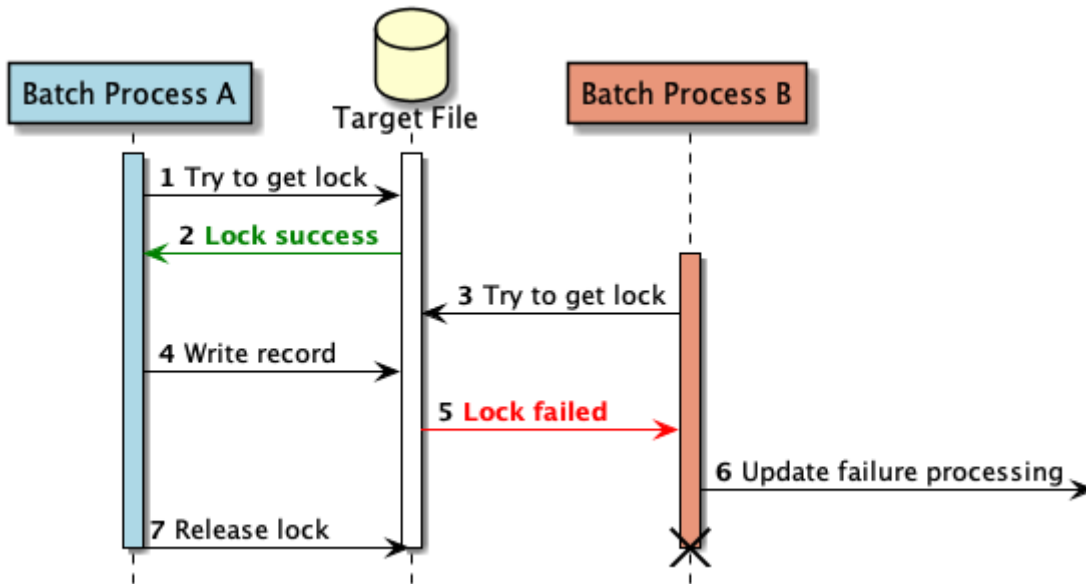 Batch Process A
Target File
Batch Process B
1 Try to get lock
2 Lock success
3 Try to get lock
4 Write record
5 Lock failed
6 Update failure processing
7 Release lock